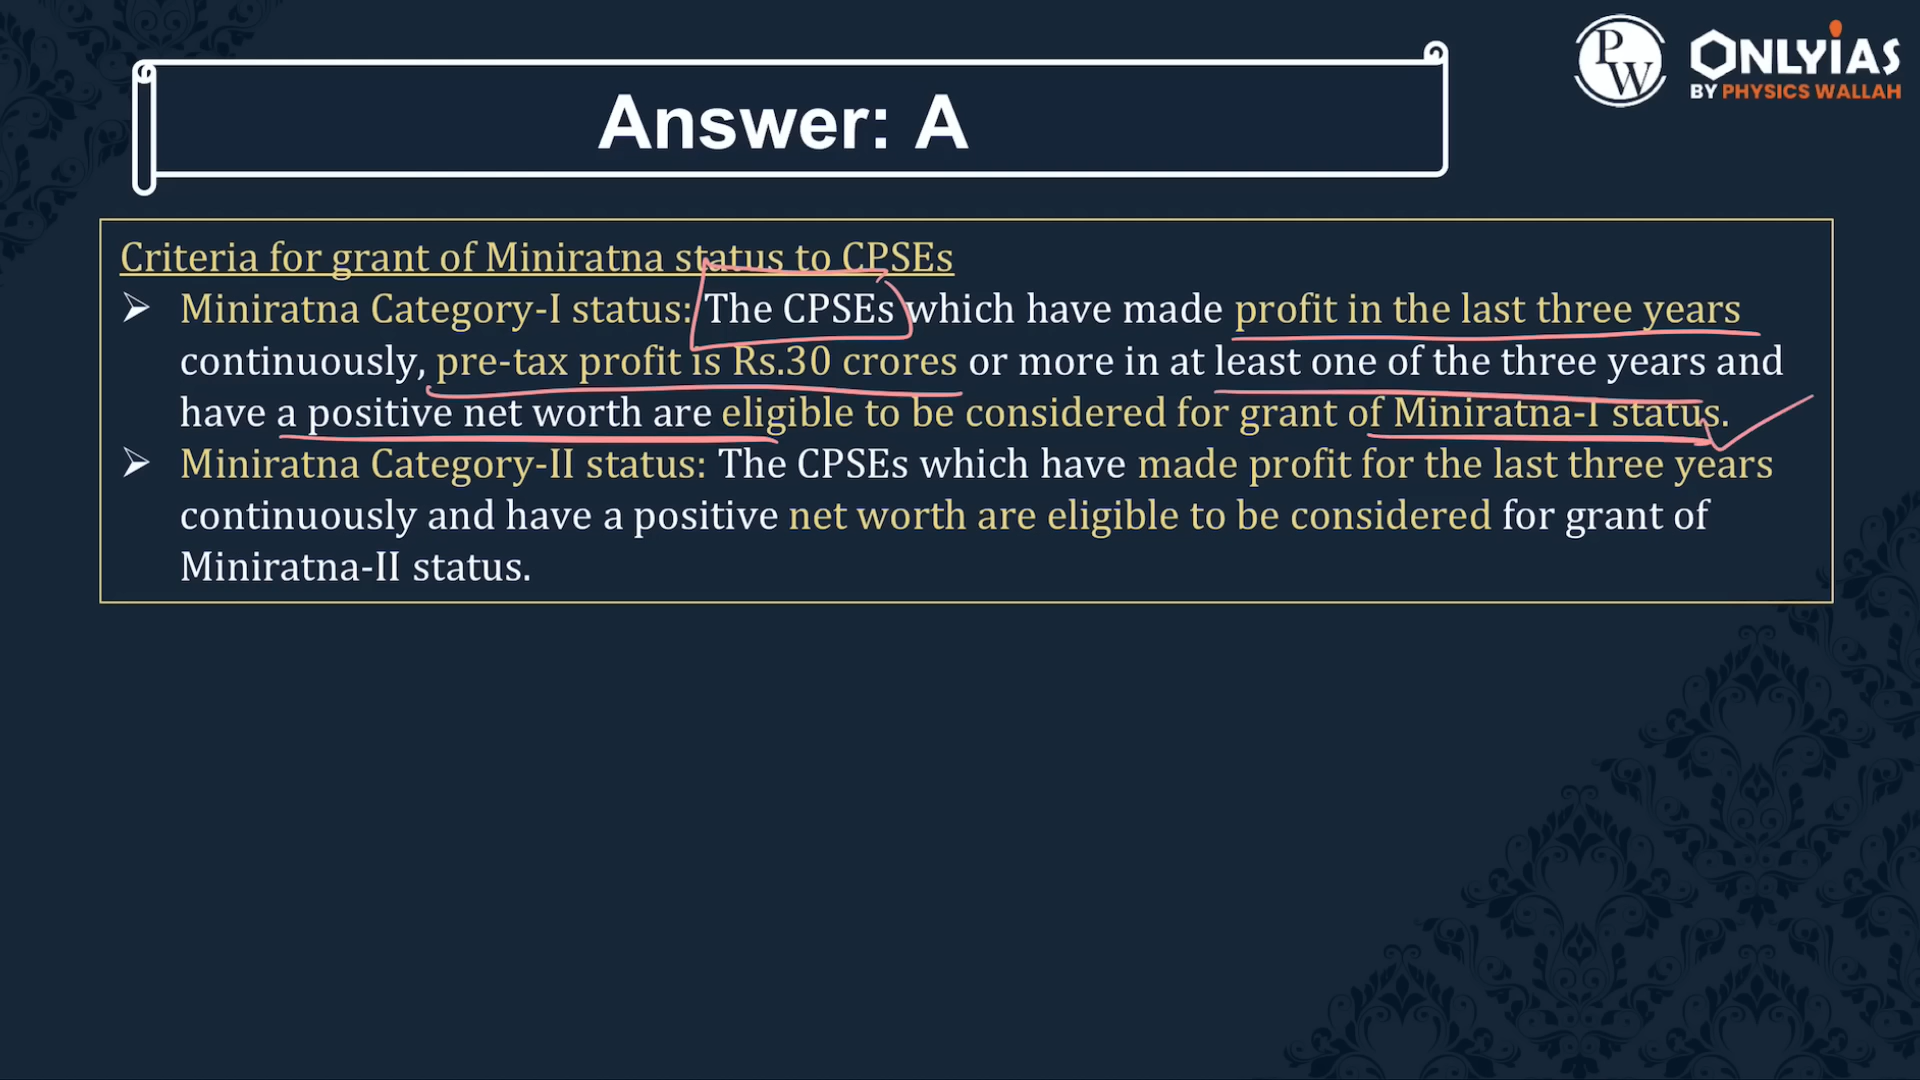 PW ONLYIAS
BY PHYSICS WALLAH
Answer: A
Criteria for grant of Miniratna status to CPSEs
➢ Miniratna Category-I status: The CPSEs which have made profit in the last three years
continuously, pre-tax profit is Rs.30 crores or more in at least one of the three years and
have a positive net worth are eligible to be considered for grant of Miniratna-I status.
➢ Miniratna Category-II status: The CPSEs which have made profit for the last three years
continuously and have a positive net worth are eligible to be considered for grant of
Miniratna-II status.